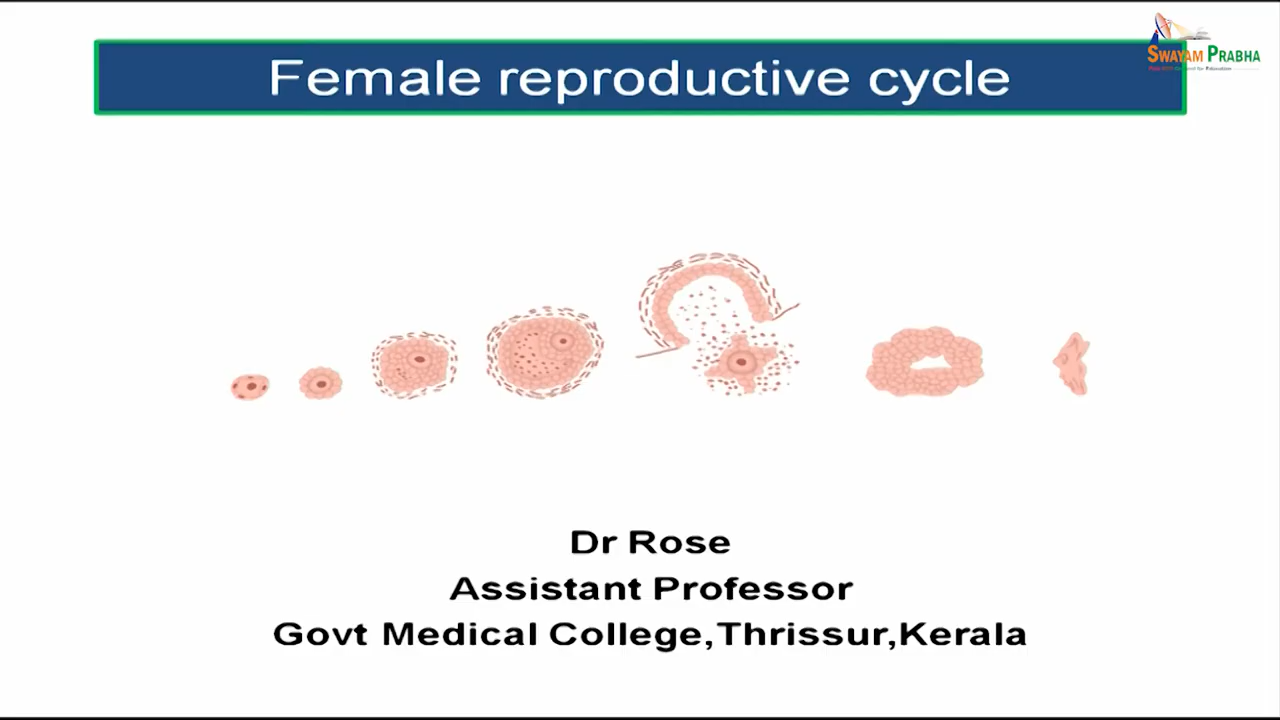 Female reproductive cycle
SWAYAM PRABHA
Dr Rose
Assistant Professor
Govt Medical College,Thrissur,Kerala